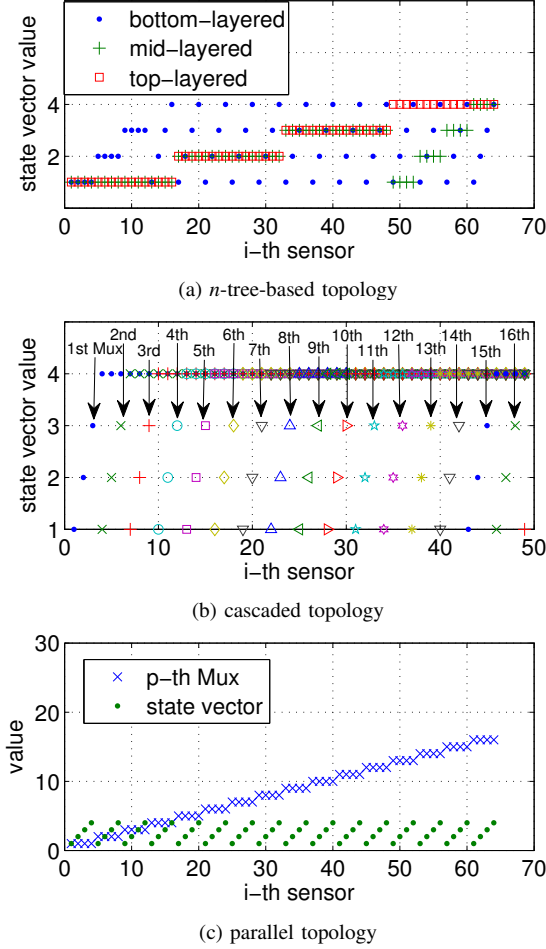 bottom-layered
mid-layered
top-layered
state vector value
4
2
0
0 10 20 30 40 50 60 70
i-th sensor
(a) n-tree-based topology
2nd 4th 6th 8th 10th 12th 14th 16th
1st Mux 3rd 5th 7th 9th 11th 13th 15th
state vector value
4
3
2
1
0 10 20 30 40 50
i-th sensor
(b) cascaded topology
p-th Mux
state vector
value
30
20
10
0
0 10 20 30 40 50 60 70
i-th sensor
(c) parallel topology